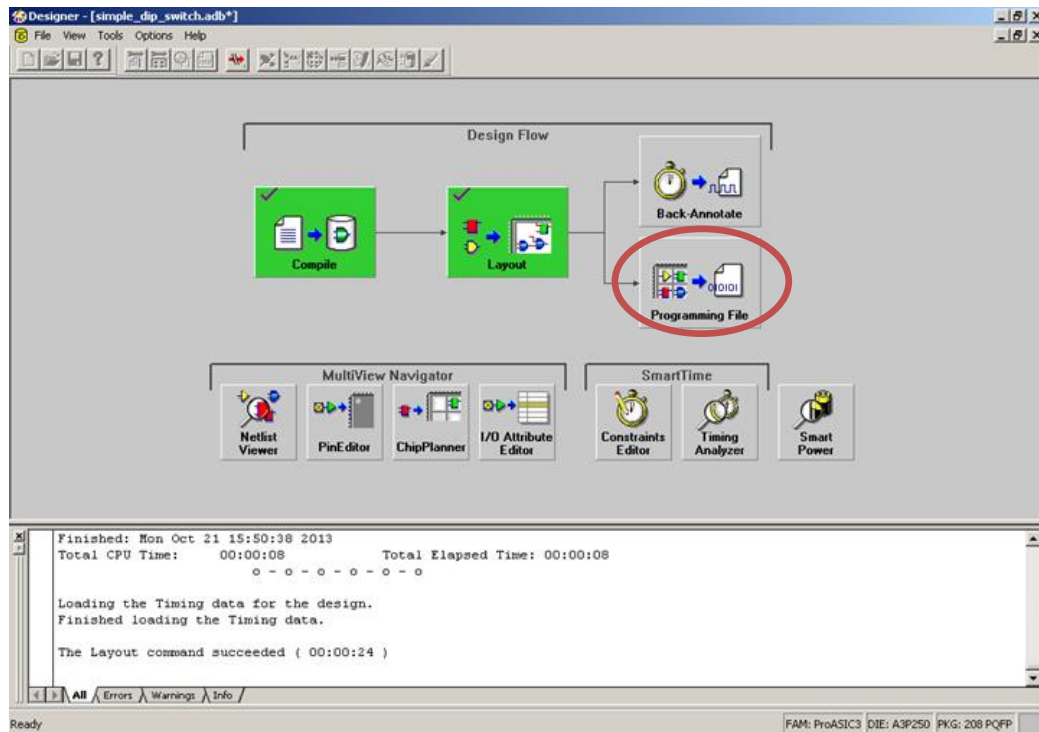 Designer - [simple_dip_switch.adb*]
File View Tools Options Help
Design Flow
Back-Annotate
Compile
Layout
010101
Programming File
MultiView Navigator
SmartTime
Netlist
Viewer
PinEditor
ChipPlanner
I/O Attribute
Editor
Constraints
Editor
Timing
Analyzer
Smart
Power
Finished: Mon Oct 21 15:50:38 2013
Total CPU Time: 00:00:08 Total Elapsed Time: 00:00:08
o - o - o - o - o - o
Loading the Timing data for the design.
Finished loading the Timing data.
The Layout command succeeded ( 00:00:24 )
All Errors Warnings Info
Ready
FAM: ProASIC3 DIE: A3P250 PKG: 208 PQFP